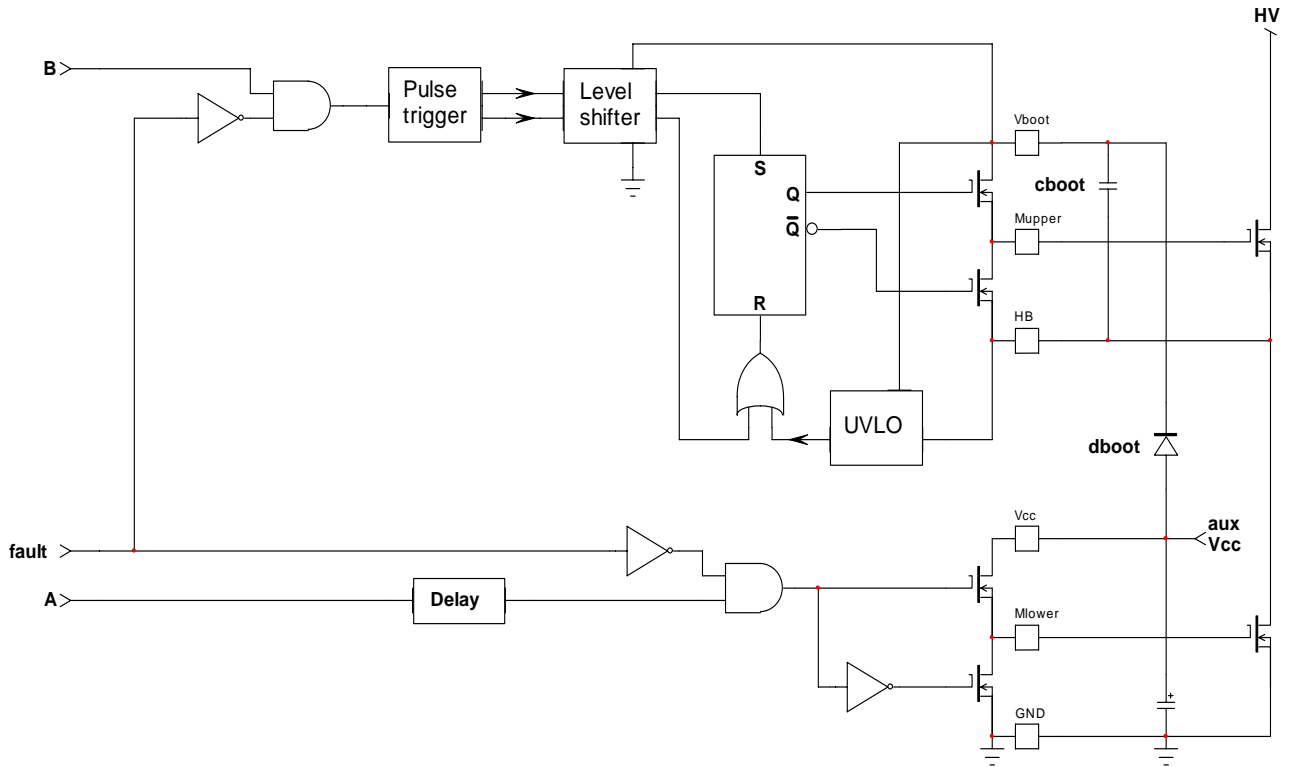 HV
B
Pulse
trigger
Level
shifter
Vboot
S
cboot
Q
Q̅
Mupper
R
HB
UVLO
dboot
Vcc
aux
Vcc
fault
A
Delay
Mlower
+
GND